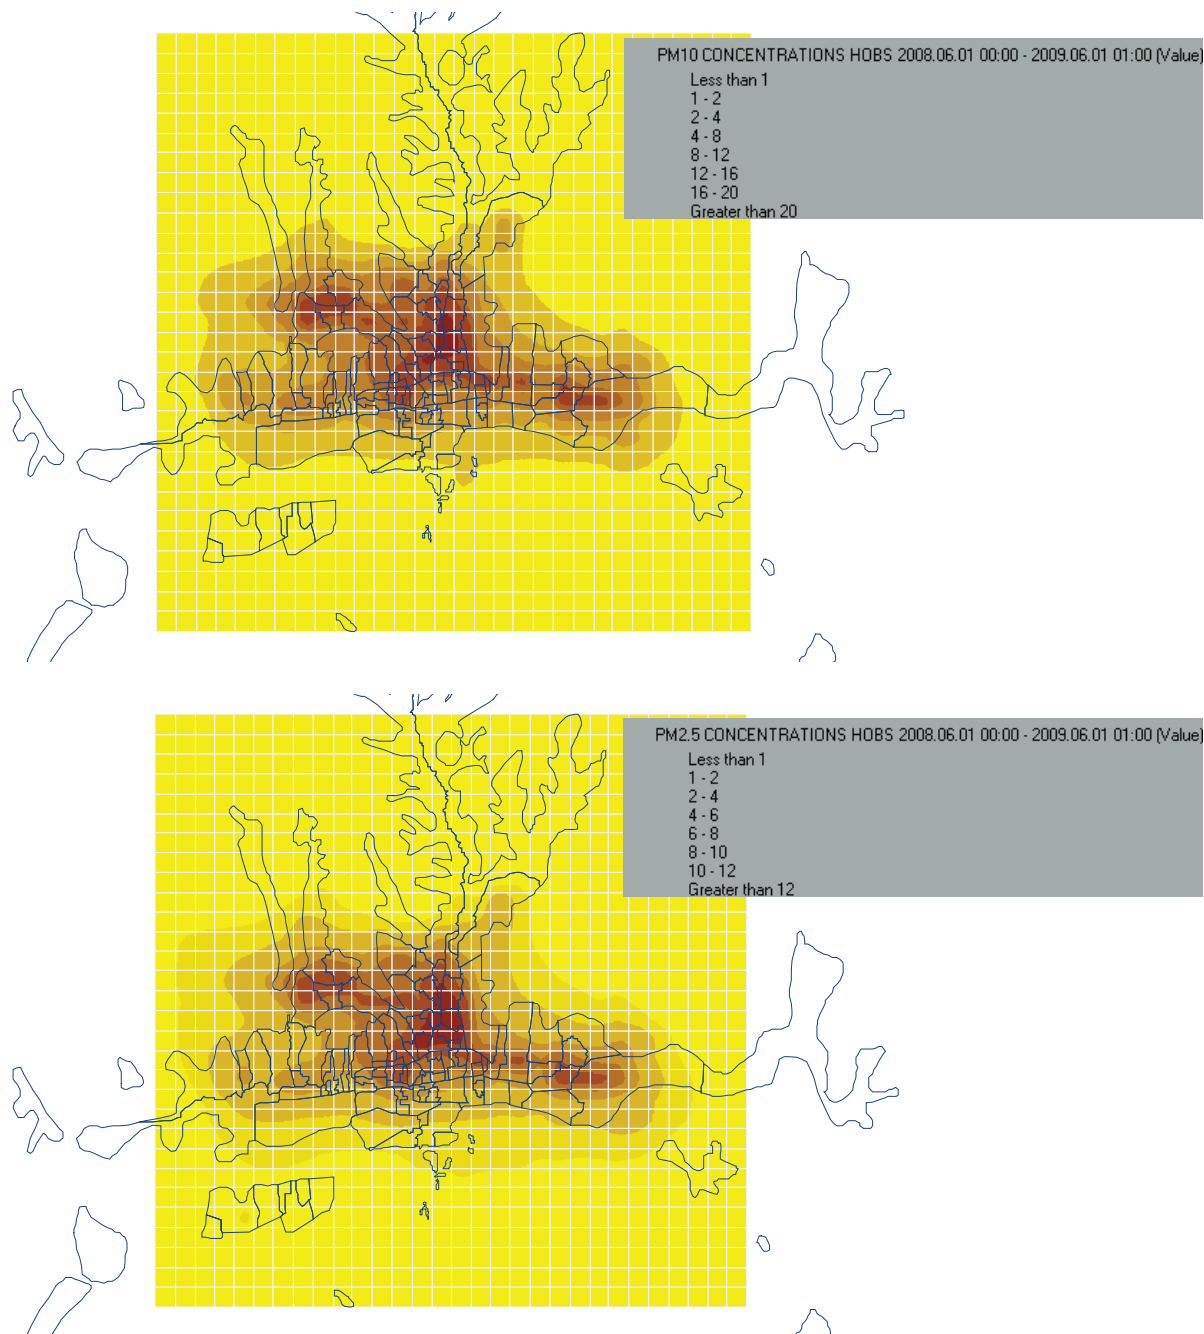 PM10 CONCENTRATIONS HOBS 2008.06.01 00:00 - 2009.06.01 01:00 (Value)
Less than 1
1 - 2
2 - 4
4 - 8
8 - 12
12 - 16
16 - 20
Greater than 20
PM2.5 CONCENTRATIONS HOBS 2008.06.01 00:00 - 2009.06.01 01:00 (Value)
Less than 1
1 - 2
2 - 4
4 - 6
6 - 8
8 - 10
10 - 12
Greater than 12